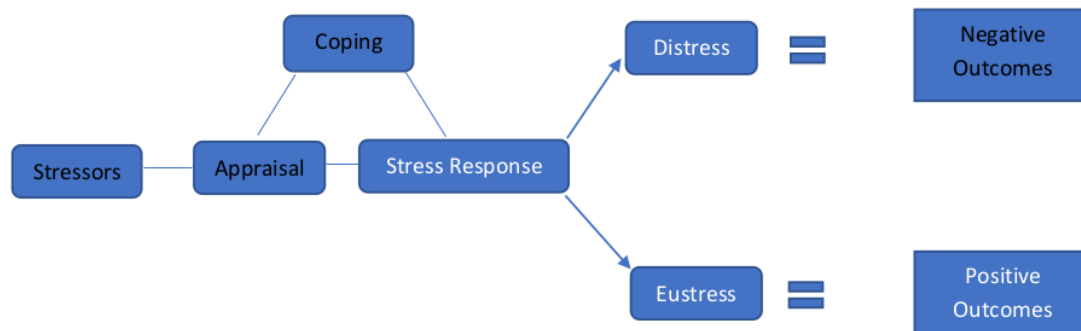 Coping
Distress
Negative
Outcomes
Stressors
Appraisal
Stress Response
Eustress
Positive
Outcomes